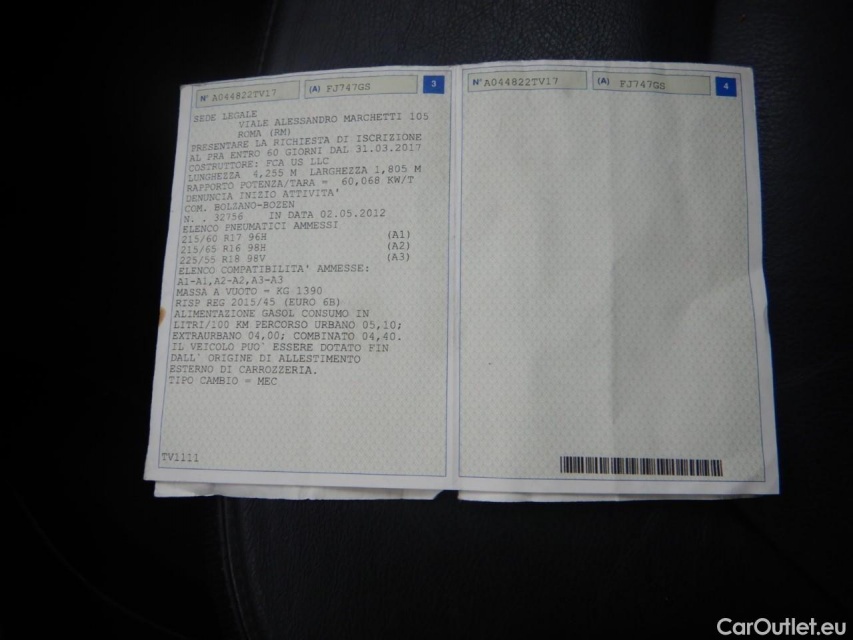 N° A044822TV17 (A) FJ747GS 3
SEDE LEGALE
VIALE ALESSANDRO MARCHETTI 105
ROMA (RM)
PRESENTARE LA RICHIESTA DI ISCRIZIONE
AL PRA ENTRO 60 GIORNI DAL 31.03.2017
COSTRUTTORE: FCA US LLC
LUNGHEZZA 4,255 M LARGHEZZA 1,805 M
RAPPORTO POTENZA/TARA = 60,068 KW/T
DENUNCIA INIZIO ATTIVITA'
COM. BOLZANO-BOZEN
N. . 32756 IN DATA 02.05.2012
ELENCO PNEUMATICI AMMESSI
215/60 R17 96H (A1)
215/65 R16 98H (A2)
225/55 R18 98V (A3)
ELENCO COMPATIBILITA' AMMESSE:
A1-A1,A2-A2,A3-A3
MASSA A VUOTO = KG 1390
RISP REG 2015/45 (EURO 6B)
ALIMENTAZIONE GASOL CONSUMO IN
LITRI/100 KM PERCORSO URBANO 05,10;
EXTRAURBANO 04,00; COMBINATO 04,40.
IL VEICOLO PUO' ESSERE DOTATO FIN
DALL' ORIGINE DI ALLESTIMENTO
ESTERNO DI CARROZZERIA.
TIPO CAMBIO = MEC
TV1111
N° A044822TV17 (A) FJ747GS 4
CarOutlet.eu